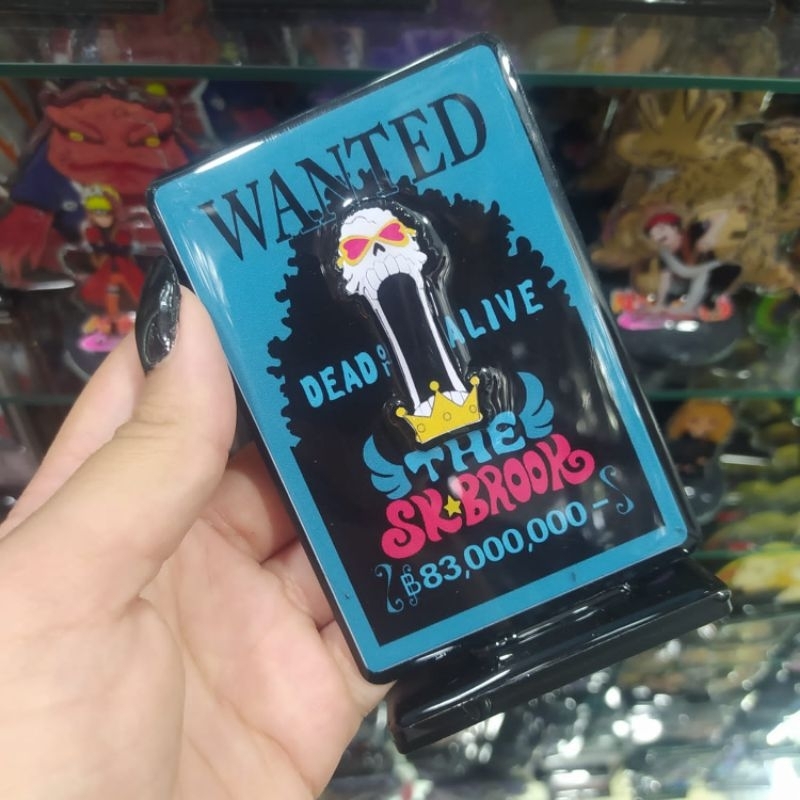 WANTED
DEAD OR ALIVE
THE
SK★BROOK
฿83,000,000 –